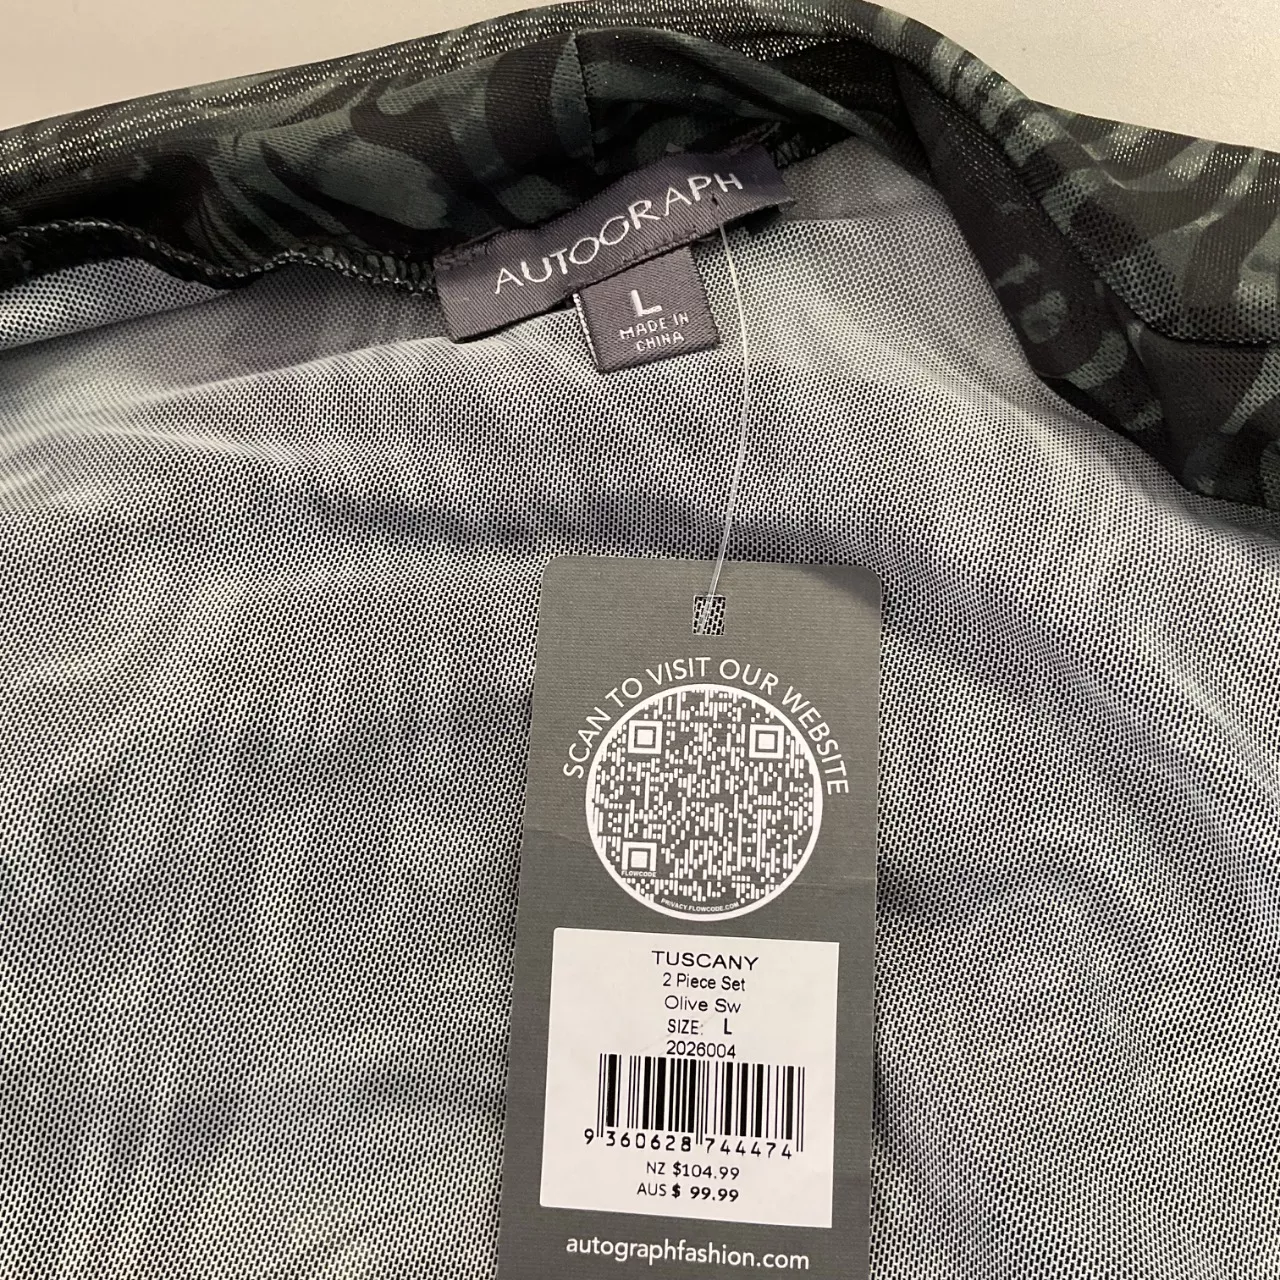 AUTOGRAPH
L
MADE IN
CHINA
SCAN TO VISIT OUR WEBSITE
FLOWCODE
PRIVACY.FLOWCODE.COM
TUSCANY
2 Piece Set
Olive Sw
SIZE: L
2026004
9 360628 744474
NZ $104.99
AUS $ 99.99
autographfashion.com